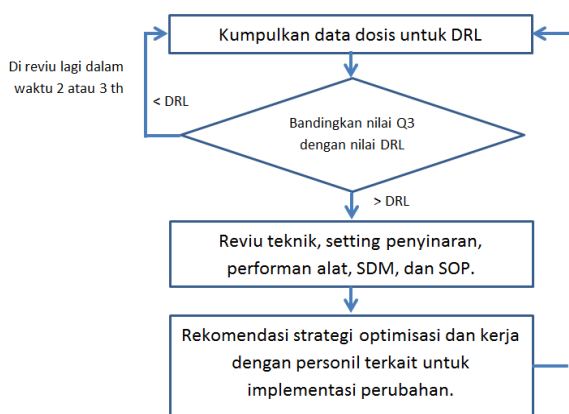 Kumpulkan data dosis untuk DRL
Di reviu lagi dalam
waktu 2 atau 3 th
< DRL
Bandingkan nilai Q3
dengan nilai DRL
> DRL
Reviu teknik, setting penyinaran,
performan alat, SDM, dan SOP.
Rekomendasi strategi optimisasi dan kerja
dengan personil terkait untuk
implementasi perubahan.